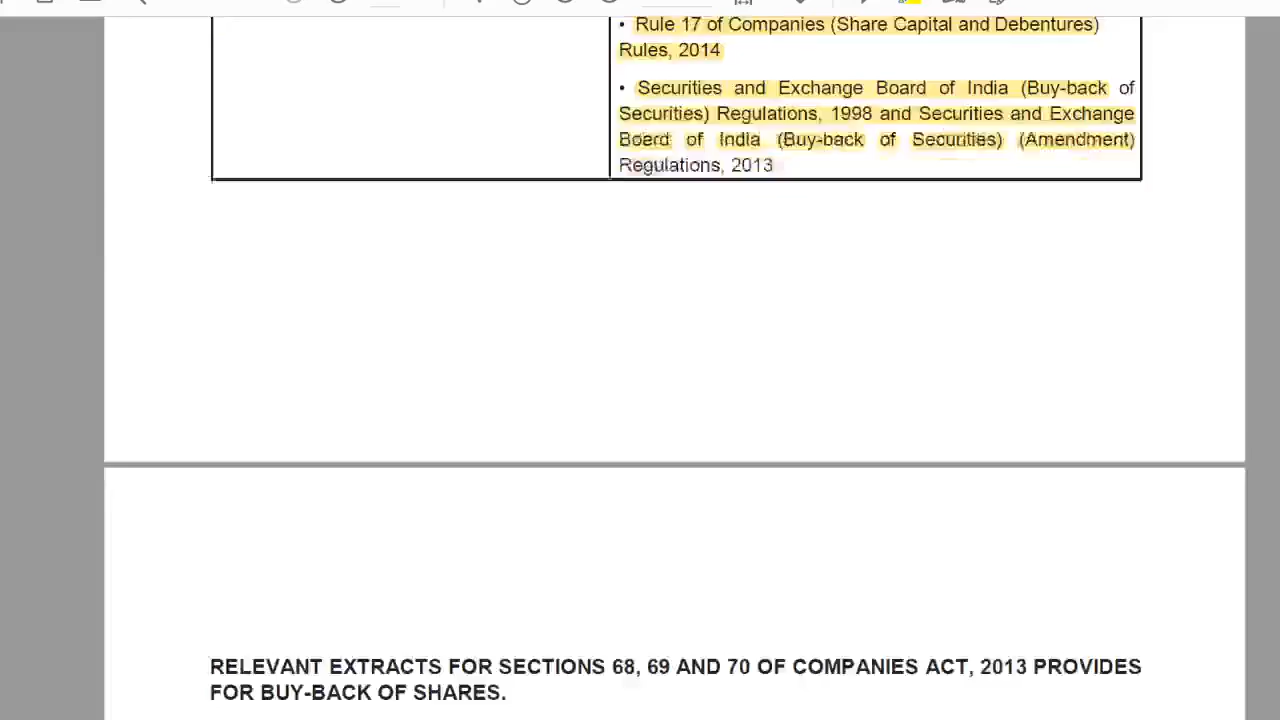 • Rule 17 of Companies (Share Capital and Debentures)
Rules, 2014
• Securities and Exchange Board of India (Buy-back of
Securities) Regulations, 1998 and Securities and Exchange
Board of India (Buy-back of Securities) (Amendment)
Regulations, 2013
RELEVANT EXTRACTS FOR SECTIONS 68, 69 AND 70 OF COMPANIES ACT, 2013 PROVIDES
FOR BUY-BACK OF SHARES.